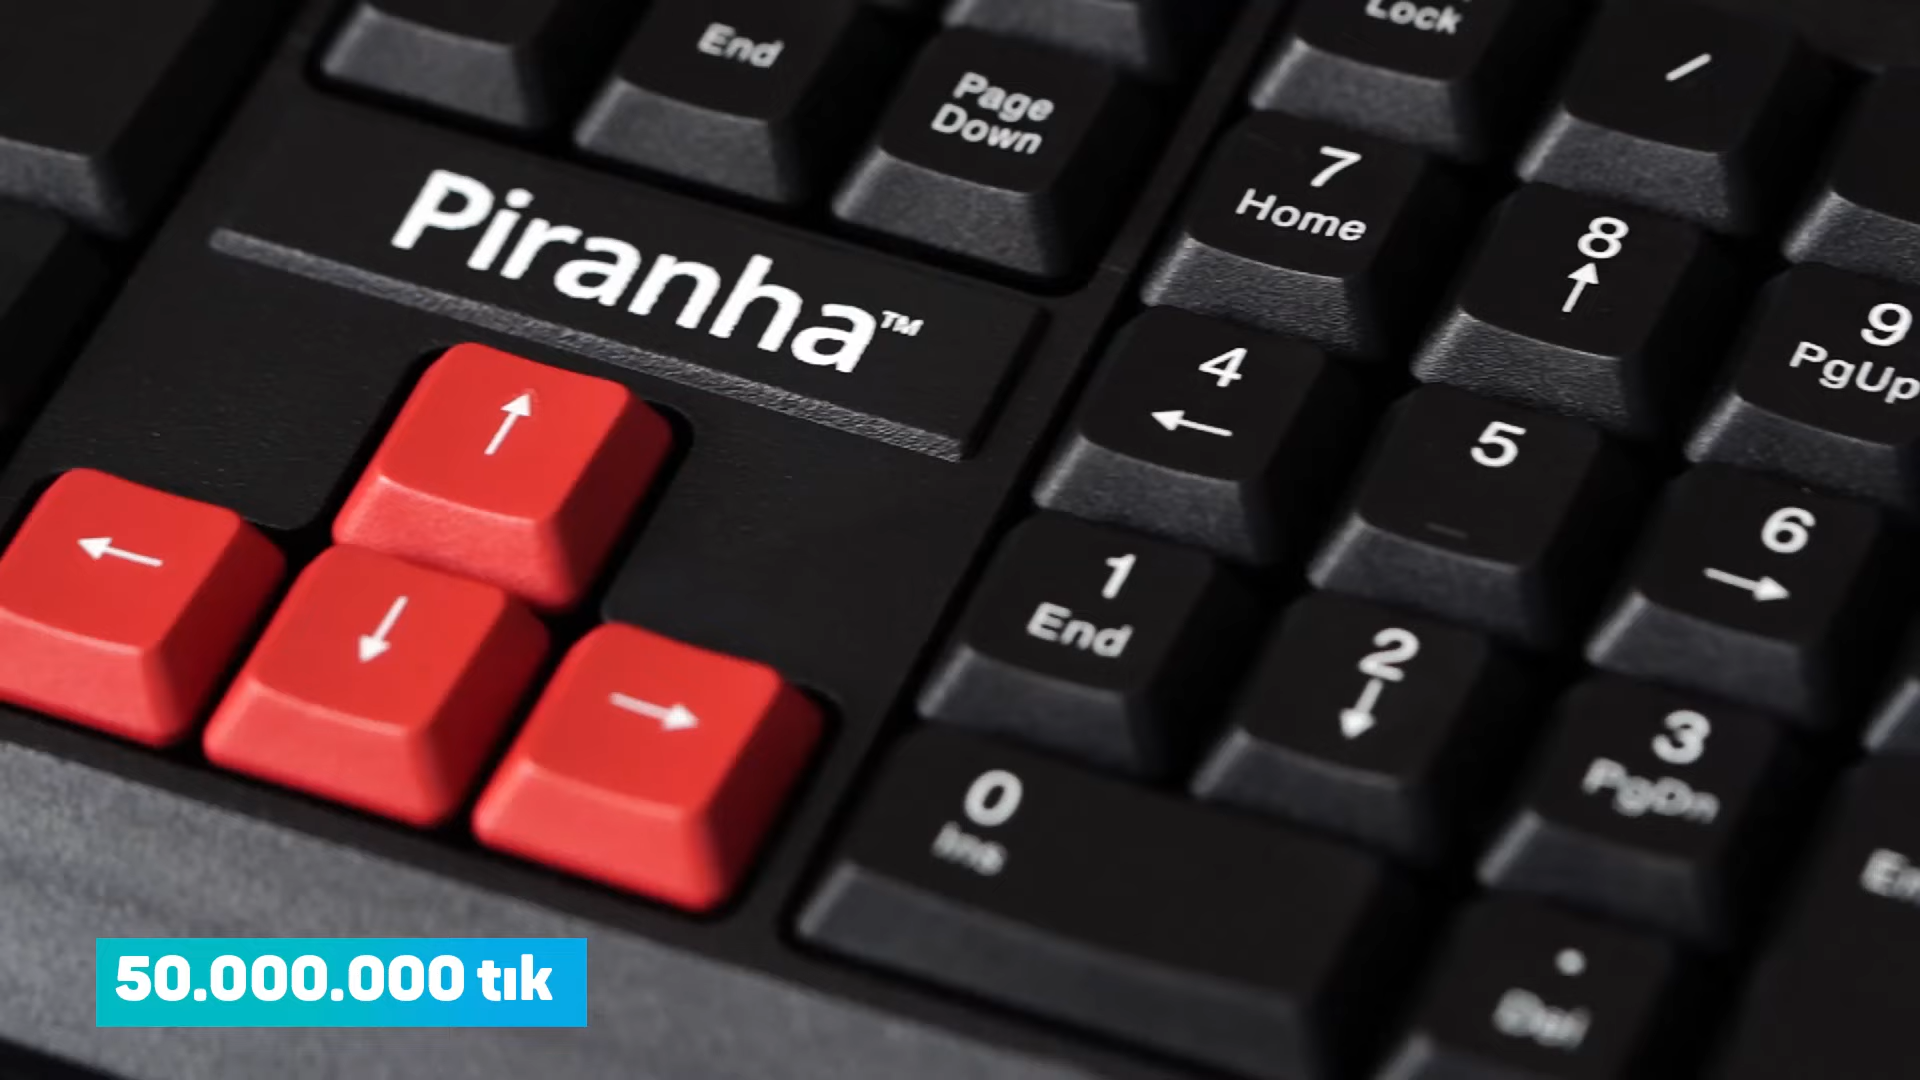 End
Page
Down
Lock
/
Piranha™
7
Home
8
↑
9
PgUp
4
←
5
6
→
1
End
2
↓
3
PgDn
0
Ins
.
Del
↑
←
↓
→
50.000.000 tık